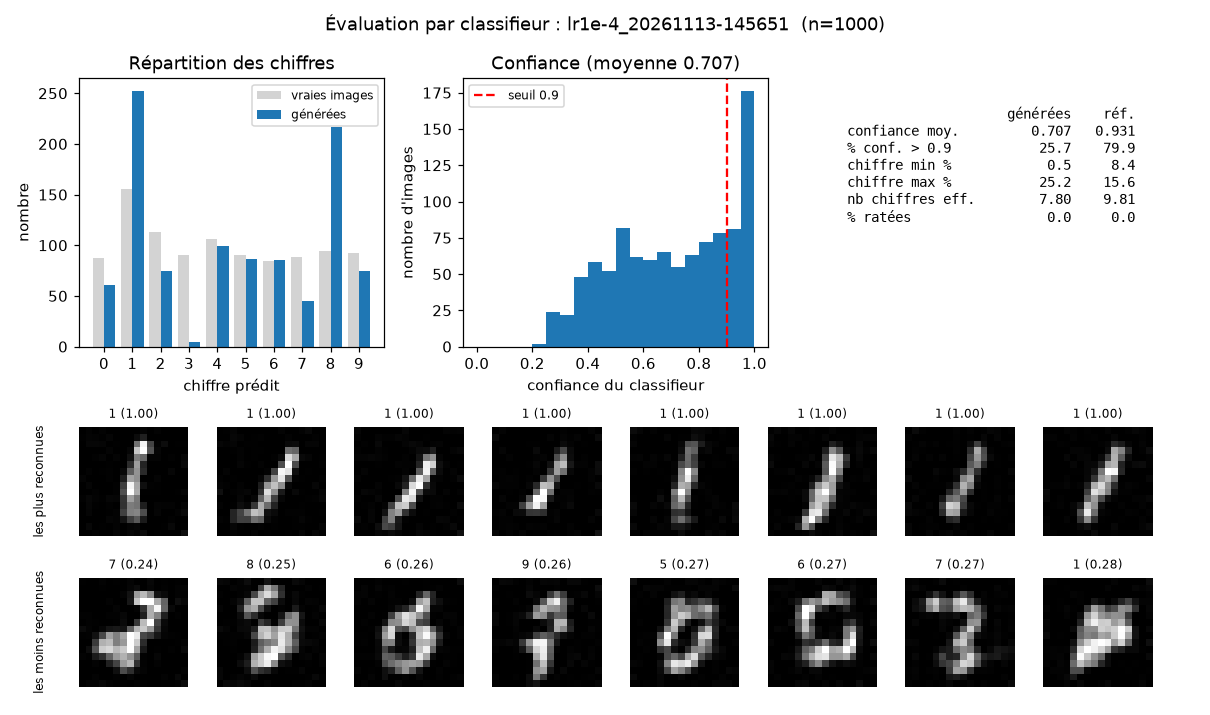 Évaluation par classifieur : lr1e-4_20261113-145651 (n=1000)
Répartition des chiffres
vraies images
générées
nombre
250
200
150
100
50
0
0 1 2 3 4 5 6 7 8 9
chiffre prédit
Confiance (moyenne 0.707)
seuil 0.9
nombre d'images
175
150
125
100
75
50
25
0
0.0 0.2 0.4 0.6 0.8 1.0
confiance du classifieur
générées réf.
confiance moy. 0.707 0.931
% conf. > 0.9 25.7 79.9
chiffre min % 0.5 8.4
chiffre max % 25.2 15.6
nb chiffres eff. 7.80 9.81
% ratées 0.0 0.0
les plus reconnues
1 (1.00) 1 (1.00) 1 (1.00) 1 (1.00) 1 (1.00) 1 (1.00) 1 (1.00) 1 (1.00)
les moins reconnues
7 (0.24) 8 (0.25) 6 (0.26) 9 (0.26) 5 (0.27) 6 (0.27) 7 (0.27) 1 (0.28)